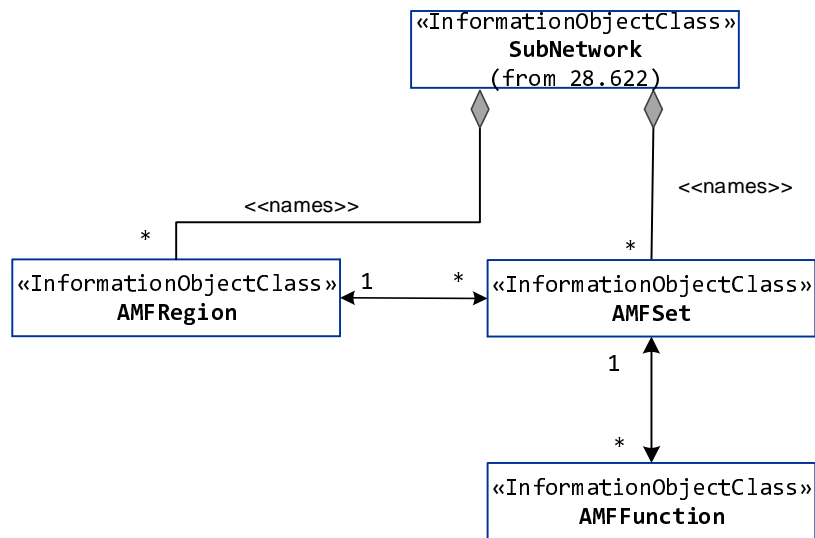 «InformationObjectClass»
SubNetwork
(from 28.622)
<<names>>
<<names>>
*
*
«InformationObjectClass»
AMFRegion
1
*
«InformationObjectClass»
AMFSet
1
*
«InformationObjectClass»
AMFFunction